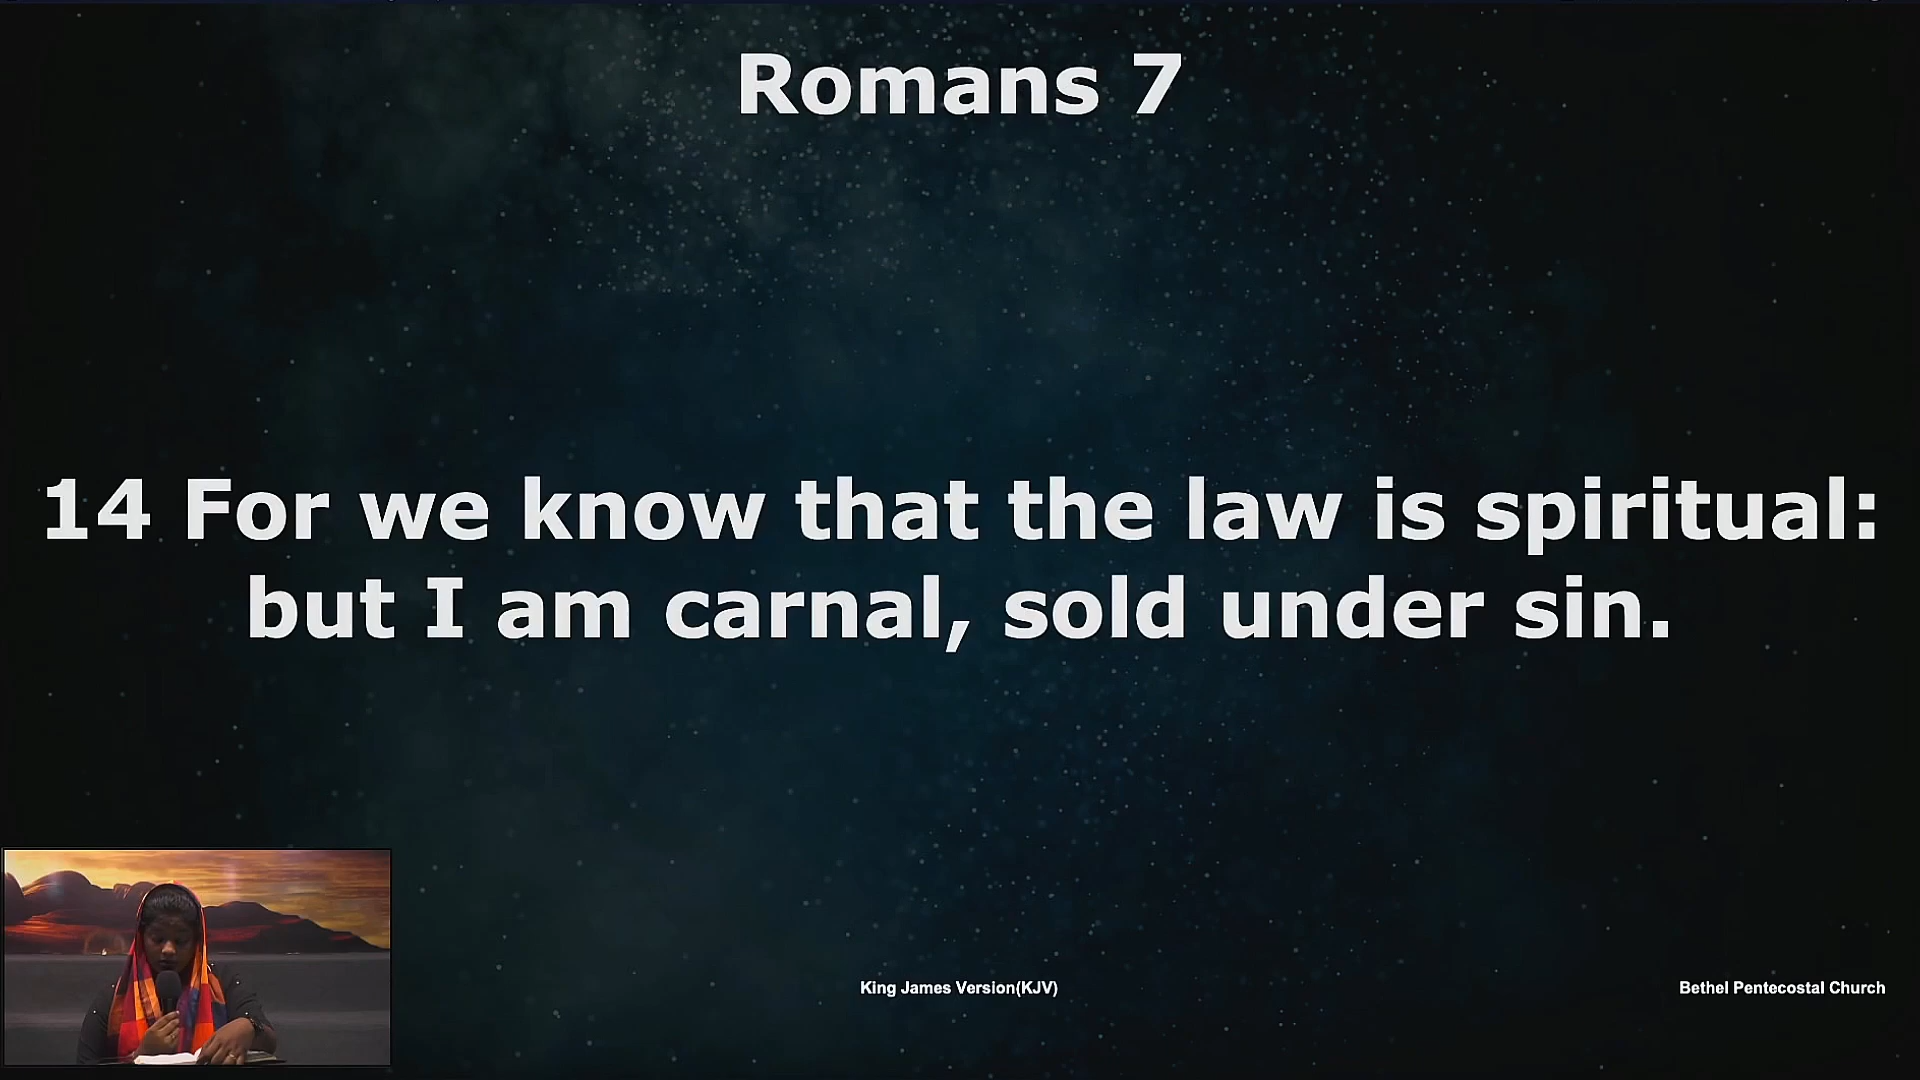 Romans 7
14 For we know that the law is spiritual:
but I am carnal, sold under sin.
King James Version(KJV)
Bethel Pentecostal Church